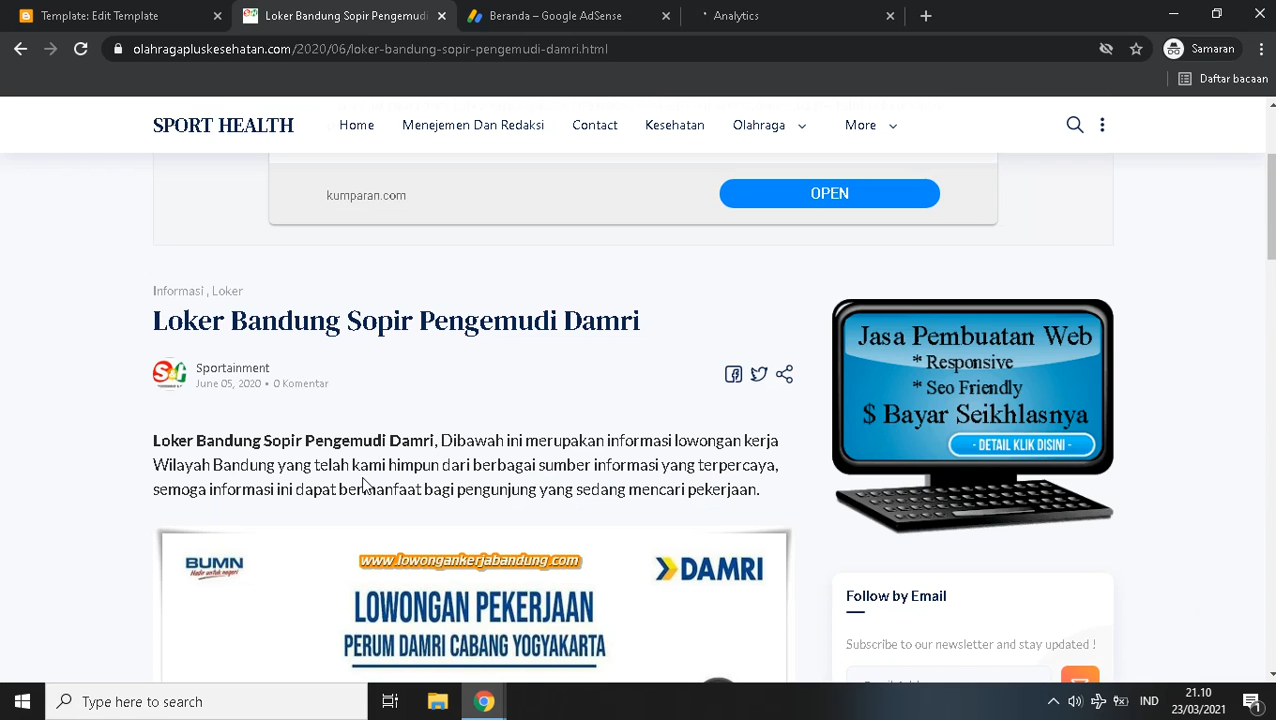 Template: Edit Template
Loker Bandung Sopir Pengemudi
Beranda – Google AdSense
Analytics
olahragapluskesehatan.com/2020/06/loker-bandung-sopir-pengemudi-damri.html
Samaran
Daftar bacaan
SPORT HEALTH
Home
Menejemen Dan Redaksi
Contact
Kesehatan
Olahraga
More
kumparan.com
OPEN
Informasi , Loker
Loker Bandung Sopir Pengemudi Damri
Sportainment
June 05, 2020 • 0 Komentar
Loker Bandung Sopir Pengemudi Damri, Dibawah ini merupakan informasi lowongan kerja
Wilayah Bandung yang telah kami himpun dari berbagai sumber informasi yang terpercaya,
semoga informasi ini dapat bermanfaat bagi pengunjung yang sedang mencari pekerjaan.
BUMN
Hadir untuk negeri
www.lowongankerjabandung.com
DAMRI
LOWONGAN PEKERJAAN
PERUM DAMRI CABANG YOGYAKARTA
Jasa Pembuatan Web
* Responsive
* Seo Friendly
$ Bayar Seikhlasnya
- DETAIL KLIK DISINI -
Follow by Email
Subscribe to our newsletter and stay updated !
Type here to search
IND
21.10
23/03/2021
1